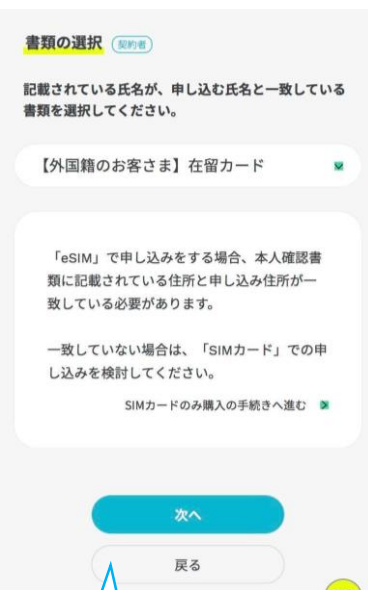 書類の選択 契約者
記載されている氏名が、申し込む氏名と一致している
書類を選択してください。
【外国籍のお客さま】在留カード
「eSIM」で申し込みをする場合、本人確認書
類に記載されている住所と申し込み住所が一
致している必要があります。
一致していない場合は、「SIMカード」での申
し込みを検討してください。
SIMカードのみ購入の手続きへ進む
次へ
戻る